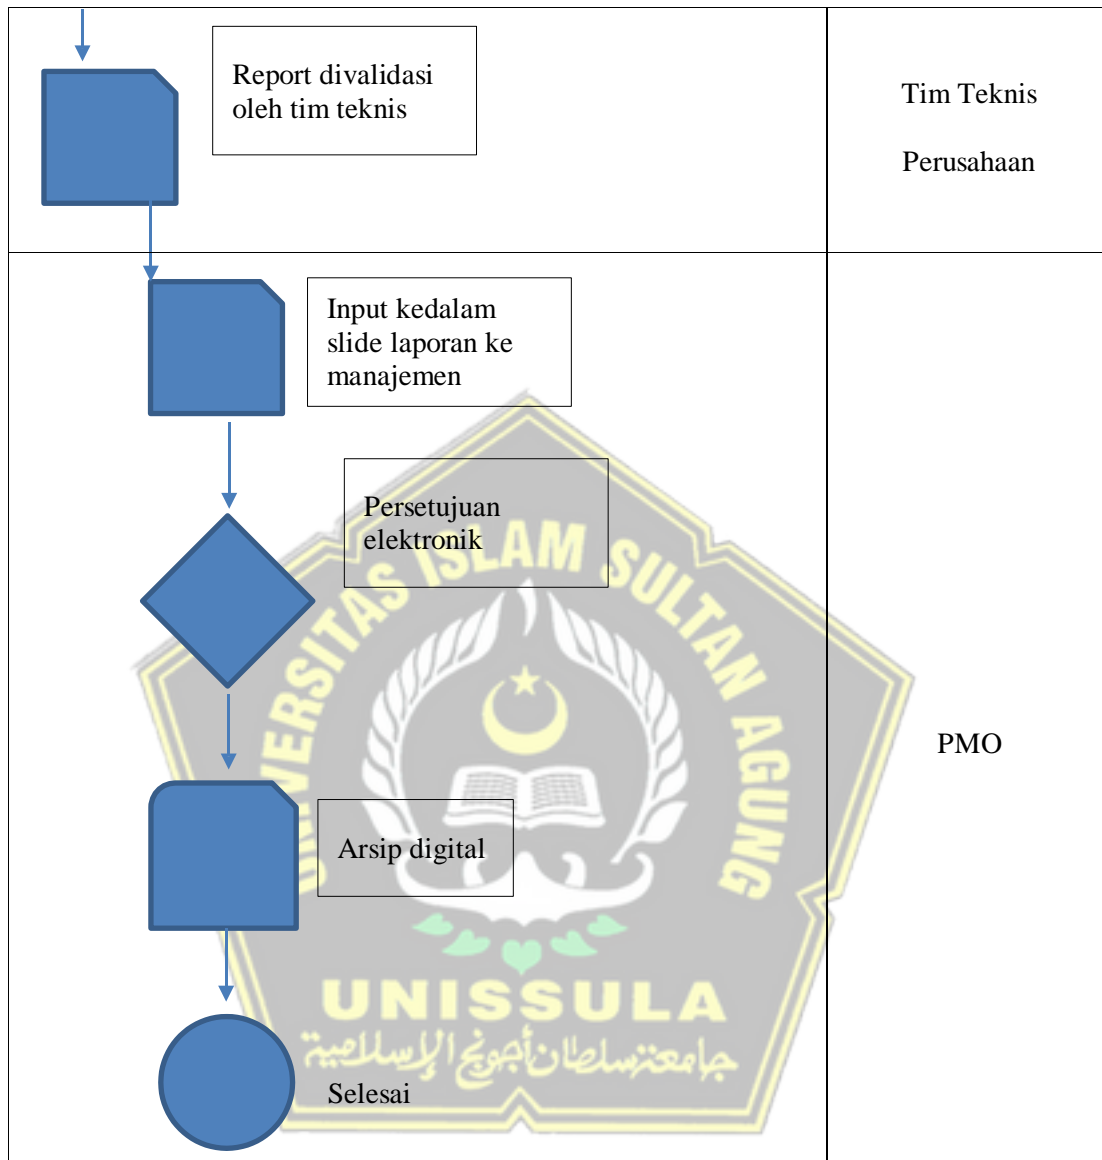 Report divalidasi
oleh tim teknis
Tim Teknis
Perusahaan
Input kedalam
slide laporan ke
manajemen
Persetujuan
elektronik
UNIVERSITAS ISLAM SULTAN AGUNG
PMO
Arsip digital
UNISSULA
جامعة سلطان أجونج الإسلامية
Selesai